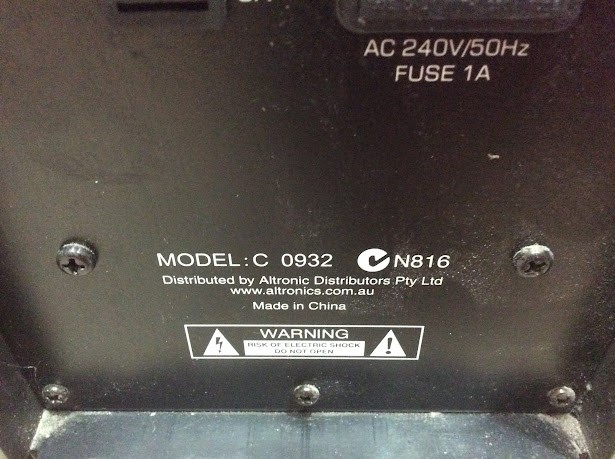 AC 240V/50Hz
FUSE 1A
MODEL: C 0932 N816
Distributed by Altronic Distributors Pty Ltd
www.altronics.com.au
Made in China
WARNING
RISK OF ELECTRIC SHOCK
DO NOT OPEN